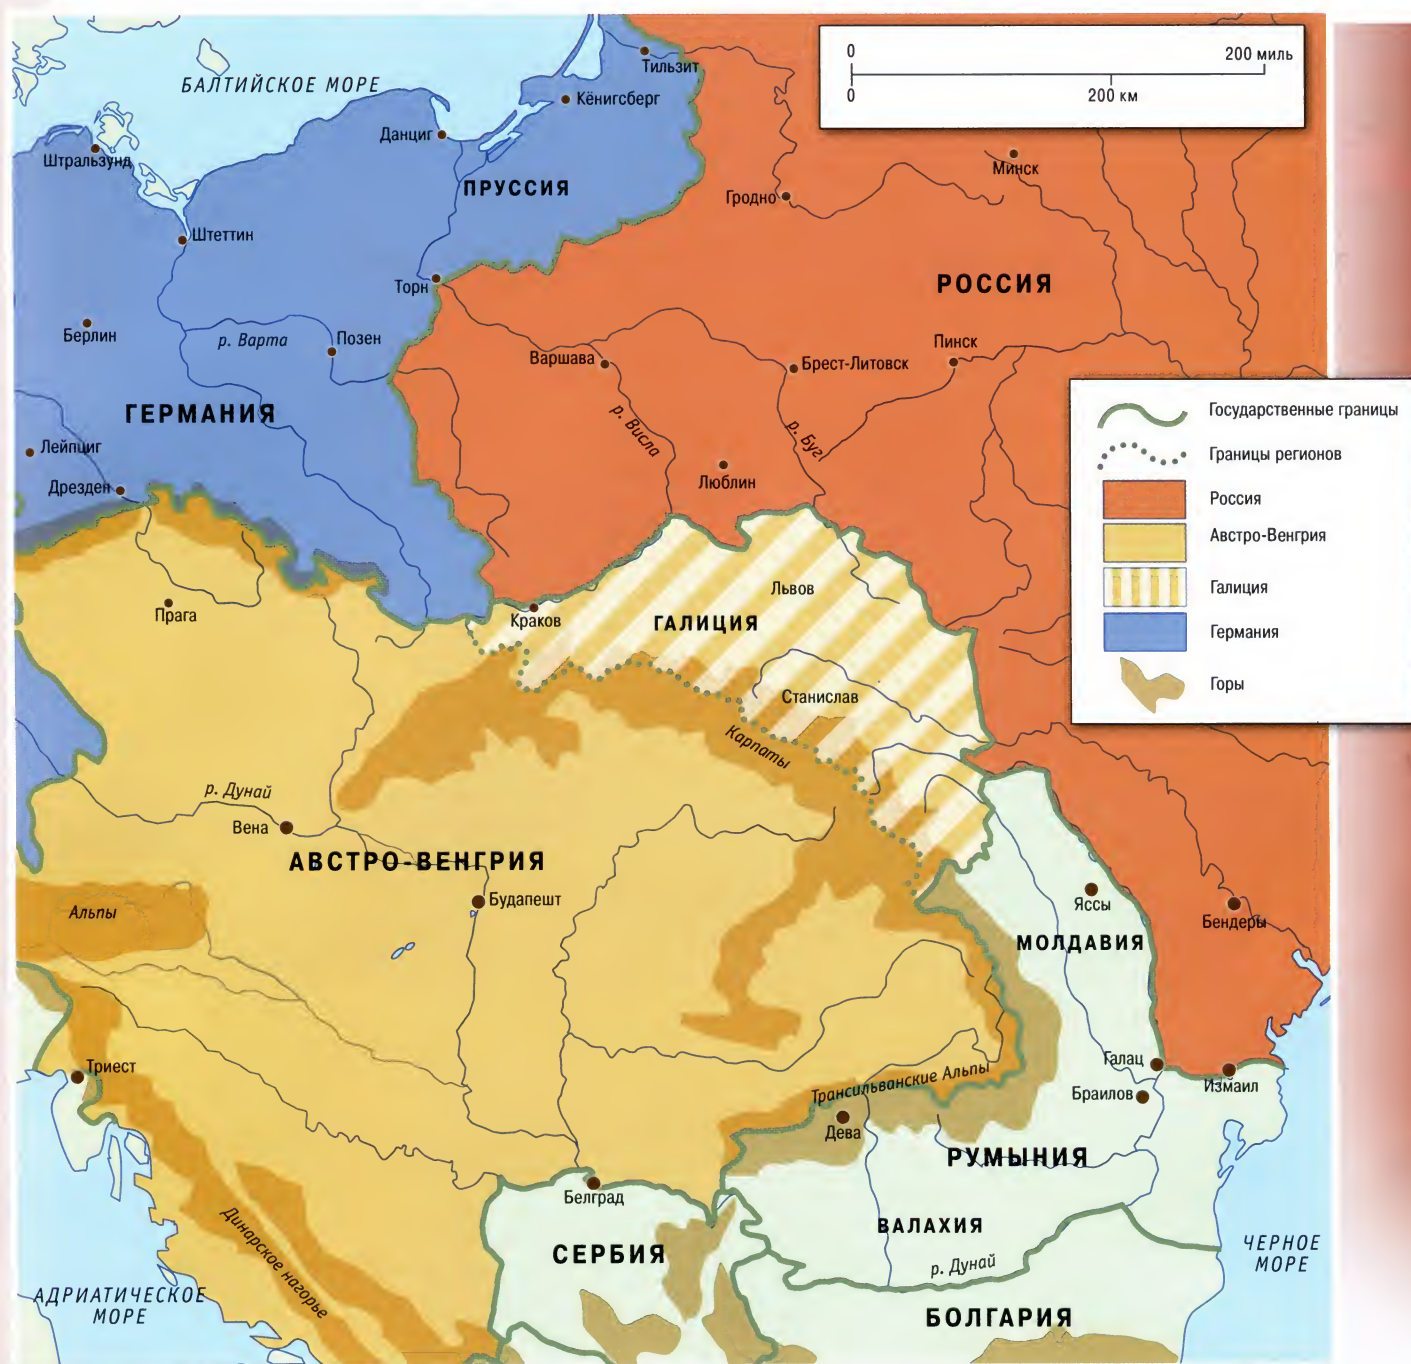 0
200 миль
0
200 км
БАЛТИЙСКОЕ МОРЕ
Тильзит
Кёнигсберг
Данциг
Штральзунд
ПРУССИЯ
Минск
Гродно
Штеттин
Торн
РОССИЯ
Берлин
р. Варта
Позен
Варшава
Брест-Литовск
Пинск
ГЕРМАНИЯ
р. Висла
р. Буг
Лейпциг
Дрезден
Люблин
Государственные границы
Границы регионов
Россия
Австро-Венгрия
Галиция
Германия
Горы
Прага
Краков
ГАЛИЦИЯ
Львов
Станислав
Карпаты
р. Дунай
Вена
АВСТРО-ВЕНГРИЯ
Будапешт
Альпы
Яссы
Бендеры
МОЛДАВИЯ
Триест
Трансильванские Альпы
Галац
Измаил
Браилов
Дева
РУМЫНИЯ
Белград
ВАЛАХИЯ
СЕРБИЯ
Динарское нагорье
р. Дунай
ЧЕРНОЕ
МОРЕ
АДРИАТИЧЕСКОЕ
МОРЕ
БОЛГАРИЯ